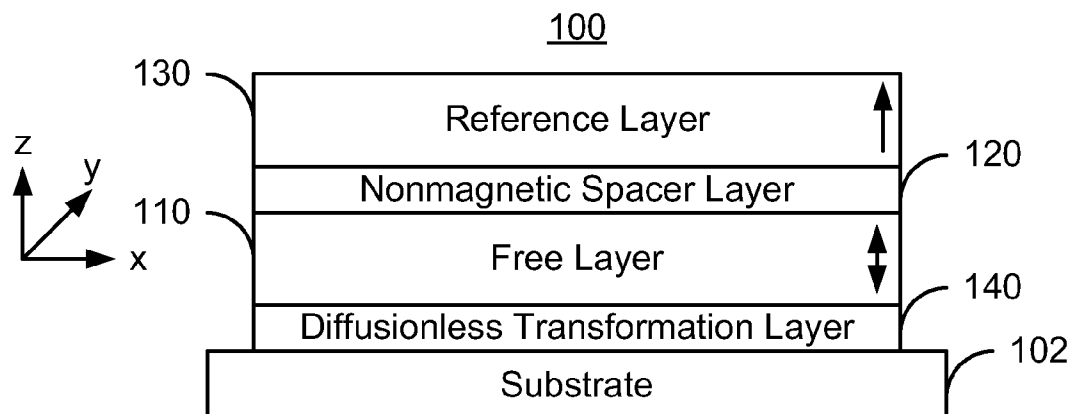 100
130
Reference Layer
z
y
120
Nonmagnetic Spacer Layer
110
x
Free Layer
140
Diffusionless Transformation Layer
102
Substrate